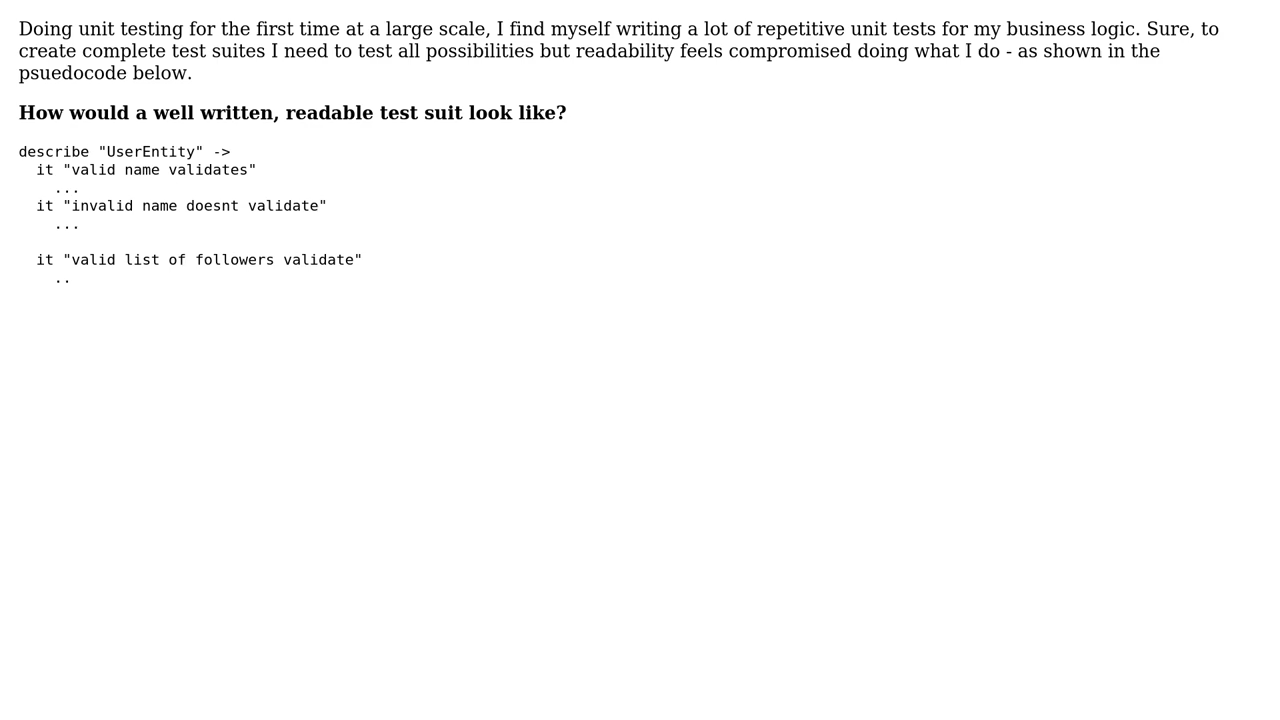 Doing unit testing for the first time at a large scale, I find myself writing a lot of repetitive unit tests for my business logic. Sure, to
create complete test suites I need to test all possibilities but readability feels compromised doing what I do - as shown in the
psuedocode below.
How would a well written, readable test suit look like?
describe "UserEntity" ->
  it "valid name validates"
    ...
  it "invalid name doesnt validate"
    ...
  it "valid list of followers validate"
    ..